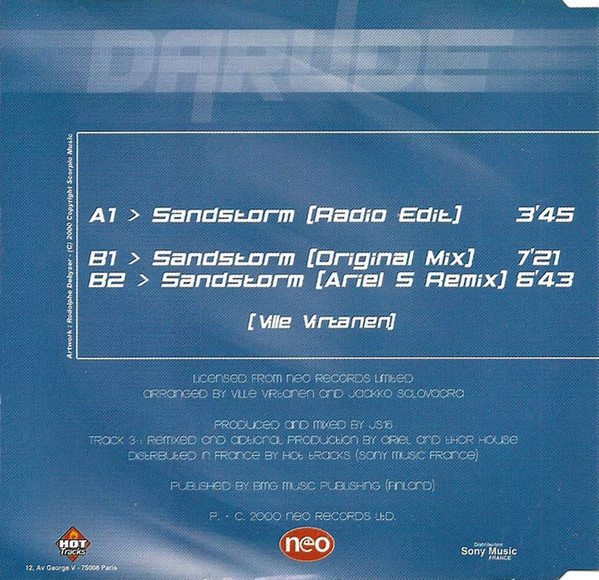 DARUDE
A1 > Sandstorm [Radio Edit] 3'45
B1 > Sandstorm [Original Mix] 7'21
B2 > Sandstorm [Ariel S Remix] 6'43
[Ville Virtanen]
Artwork : Rodolphe Debyser - (C) 2000 Copyright Scorpio Music
Licensed from Neo Records Limited
Arranged by Ville Virtanen and Jaakko Salovaara
Produced and mixed by JS16
Track 3 : Remixed and aditional production by Ariel and Thor House
Distributed in France by Hot Tracks (Sony Music France)
Published by BMG Music Publishing (Finland)
P. - C. 2000 Neo Records LTD.
HOT
Tracks
12, Av George V - 75008 Paris
neo
Distribution
Sony Music
FRANCE